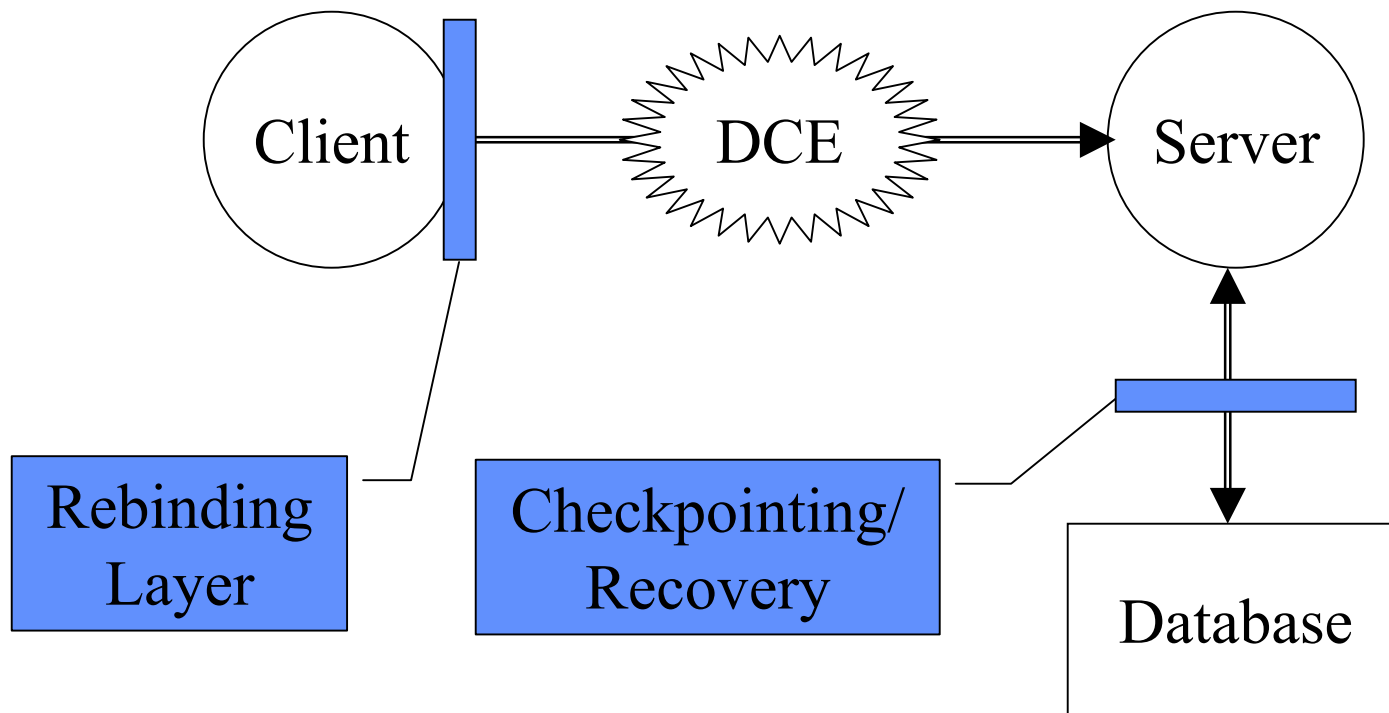 Client
DCE
Server
Rebinding
Layer
Checkpointing/
Recovery
Database